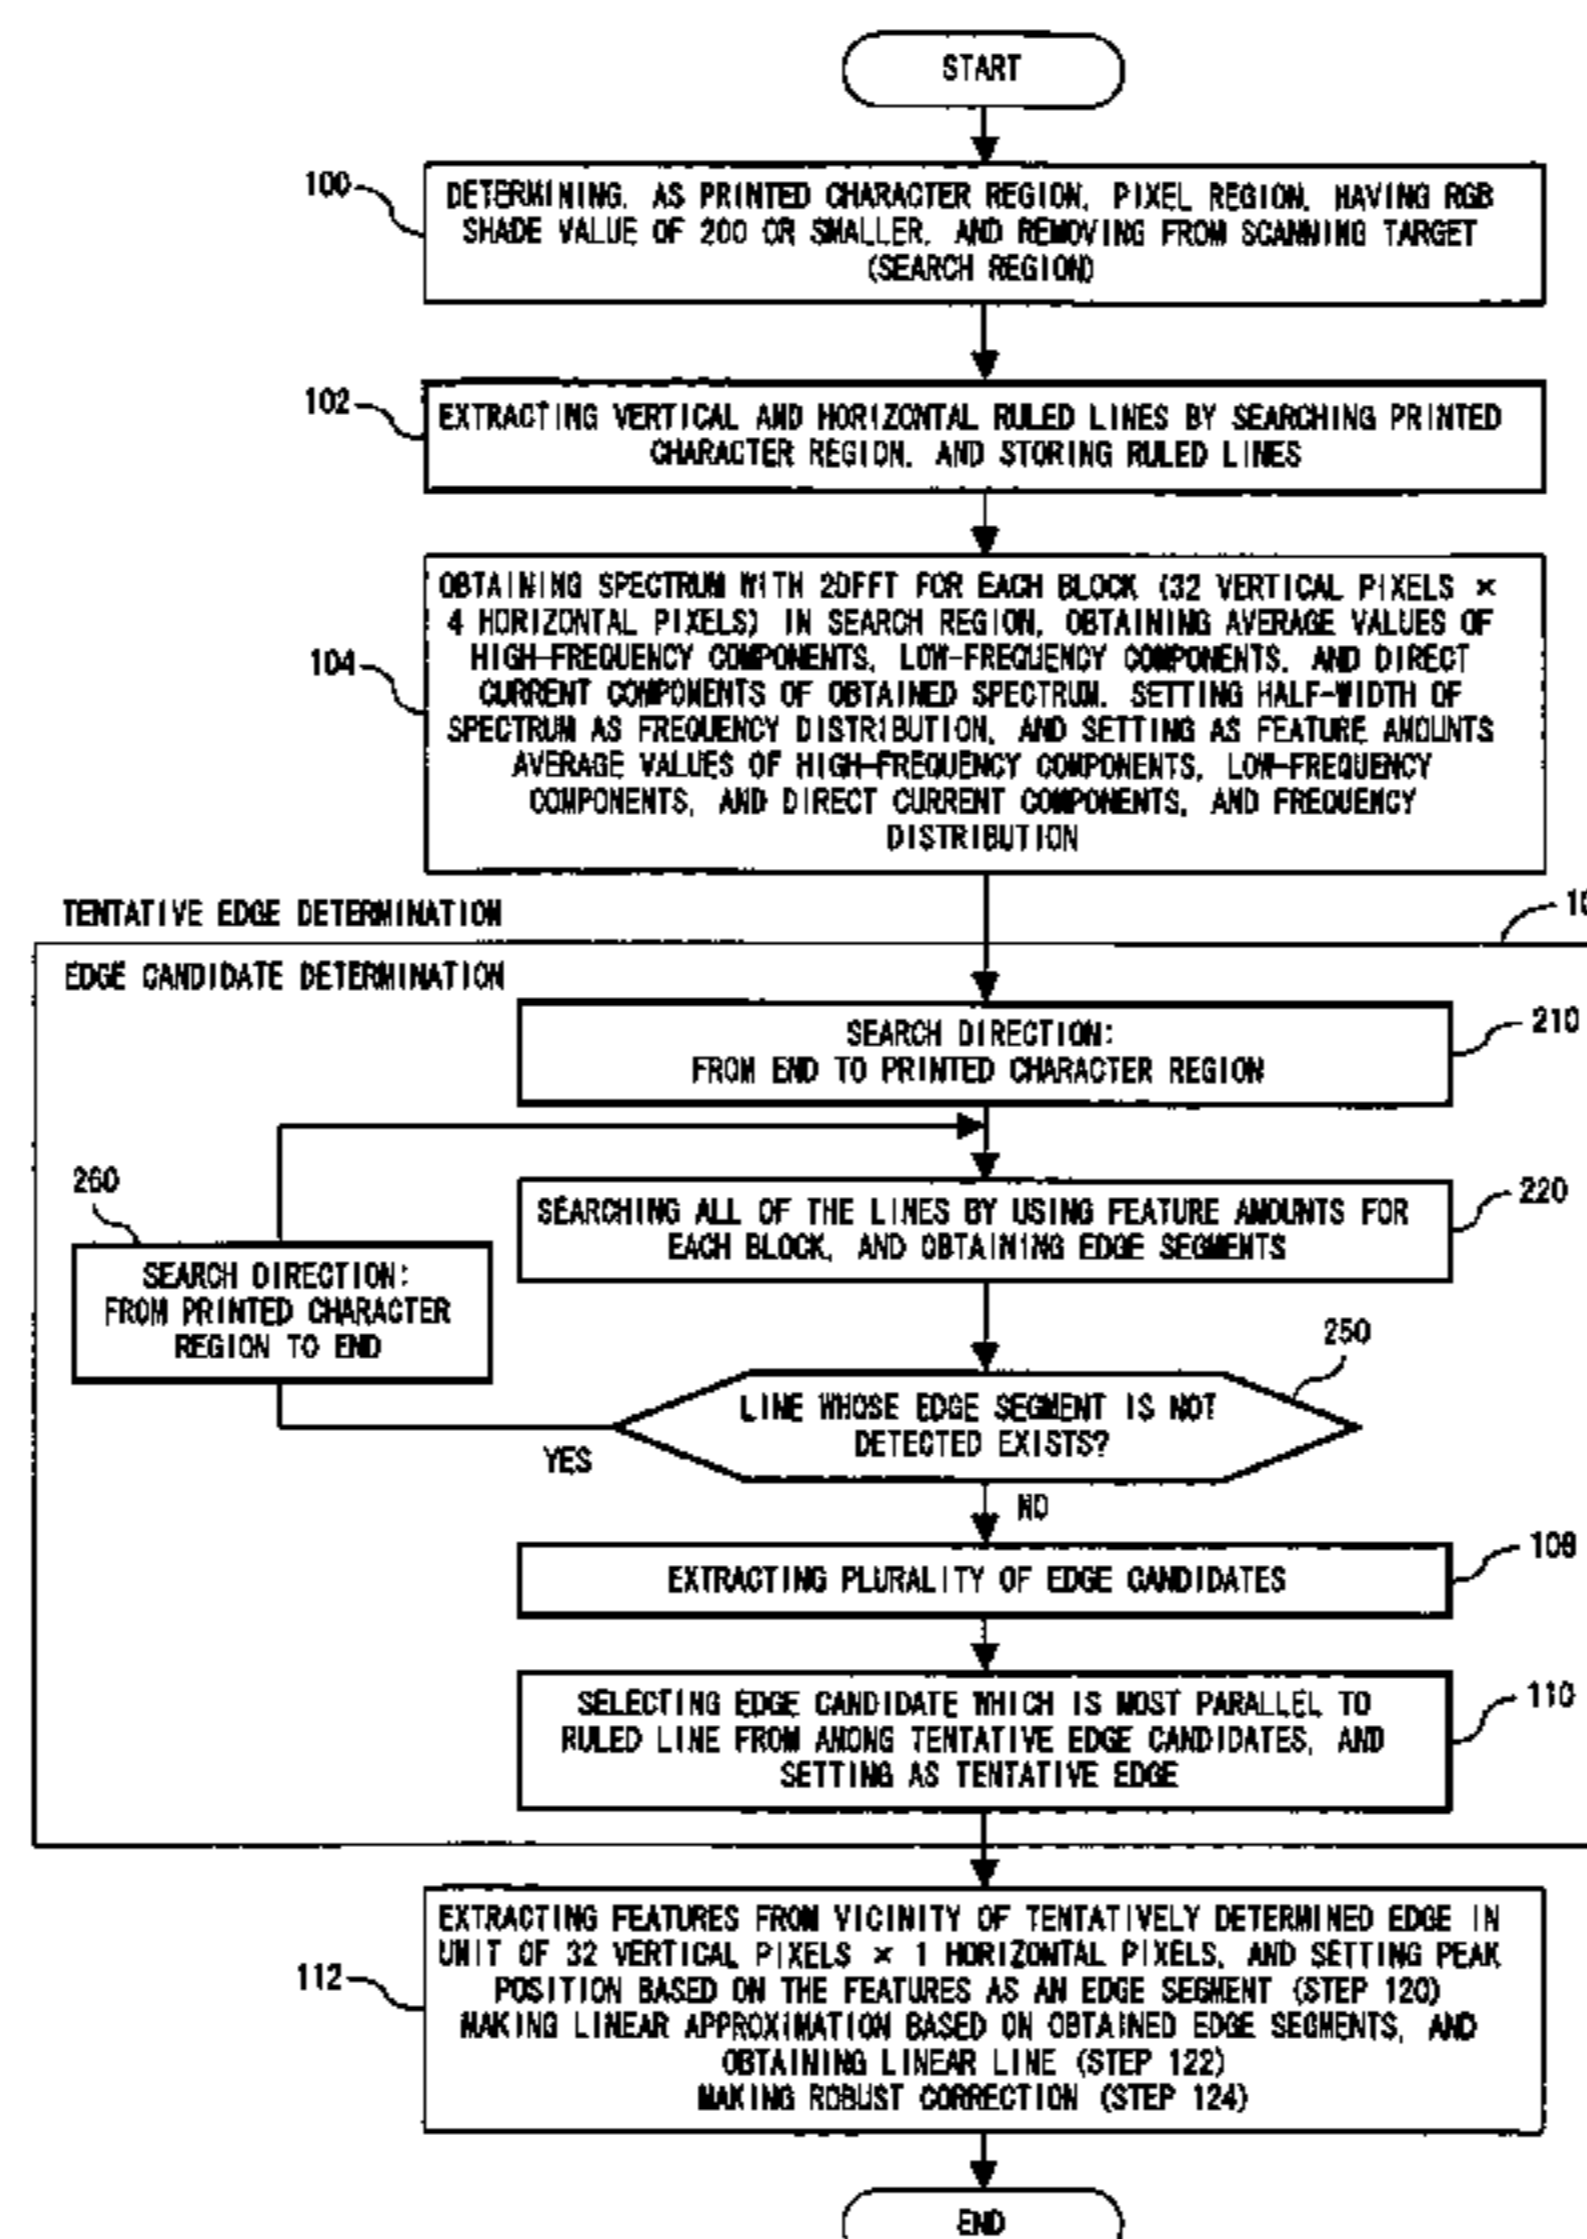 START
100
DETERMINING, AS PRINTED CHARACTER REGION, PIXEL REGION, HAVING RGB
SHADE VALUE OF 200 OR SMALLER, AND REMOVING FROM SCANNING TARGET
(SEARCH REGION)
102
EXTRACTING VERTICAL AND HORIZONTAL RULED LINES BY SEARCHING PRINTED
CHARACTER REGION, AND STORING RULED LINES
104
OBTAINING SPECTRUM WITH 2DFFT FOR EACH BLOCK (32 VERTICAL PIXELS ×
4 HORIZONTAL PIXELS) IN SEARCH REGION, OBTAINING AVERAGE VALUES OF
HIGH-FREQUENCY COMPONENTS, LOW-FREQUENCY COMPONENTS, AND DIRECT
CURRENT COMPONENTS OF OBTAINED SPECTRUM, SETTING HALF-WIDTH OF
SPECTRUM AS FREQUENCY DISTRIBUTION, AND SETTING AS FEATURE AMOUNTS
AVERAGE VALUES OF HIGH-FREQUENCY COMPONENTS, LOW-FREQUENCY
COMPONENTS, AND DIRECT CURRENT COMPONENTS, AND FREQUENCY
DISTRIBUTION
TENTATIVE EDGE DETERMINATION
EDGE CANDIDATE DETERMINATION
SEARCH DIRECTION:
FROM END TO PRINTED CHARACTER REGION
210
260
SEARCH DIRECTION:
FROM PRINTED CHARACTER
REGION TO END
SEARCHING ALL OF THE LINES BY USING FEATURE AMOUNTS FOR
EACH BLOCK, AND OBTAINING EDGE SEGMENTS
220
250
LINE WHOSE EDGE SEGMENT IS NOT
DETECTED EXISTS?
YES
NO
EXTRACTING PLURALITY OF EDGE CANDIDATES
108
SELECTING EDGE CANDIDATE WHICH IS MOST PARALLEL TO
RULED LINE FROM AMONG TENTATIVE EDGE CANDIDATES, AND
SETTING AS TENTATIVE EDGE
110
112
EXTRACTING FEATURES FROM VICINITY OF TENTATIVELY DETERMINED EDGE IN
UNIT OF 32 VERTICAL PIXELS × 1 HORIZONTAL PIXELS, AND SETTING PEAK
POSITION BASED ON THE FEATURES AS AN EDGE SEGMENT (STEP 120)
MAKING LINEAR APPROXIMATION BASED ON OBTAINED EDGE SEGMENTS, AND
OBTAINING LINEAR LINE (STEP 122)
MAKING ROBUST CORRECTION (STEP 124)
END